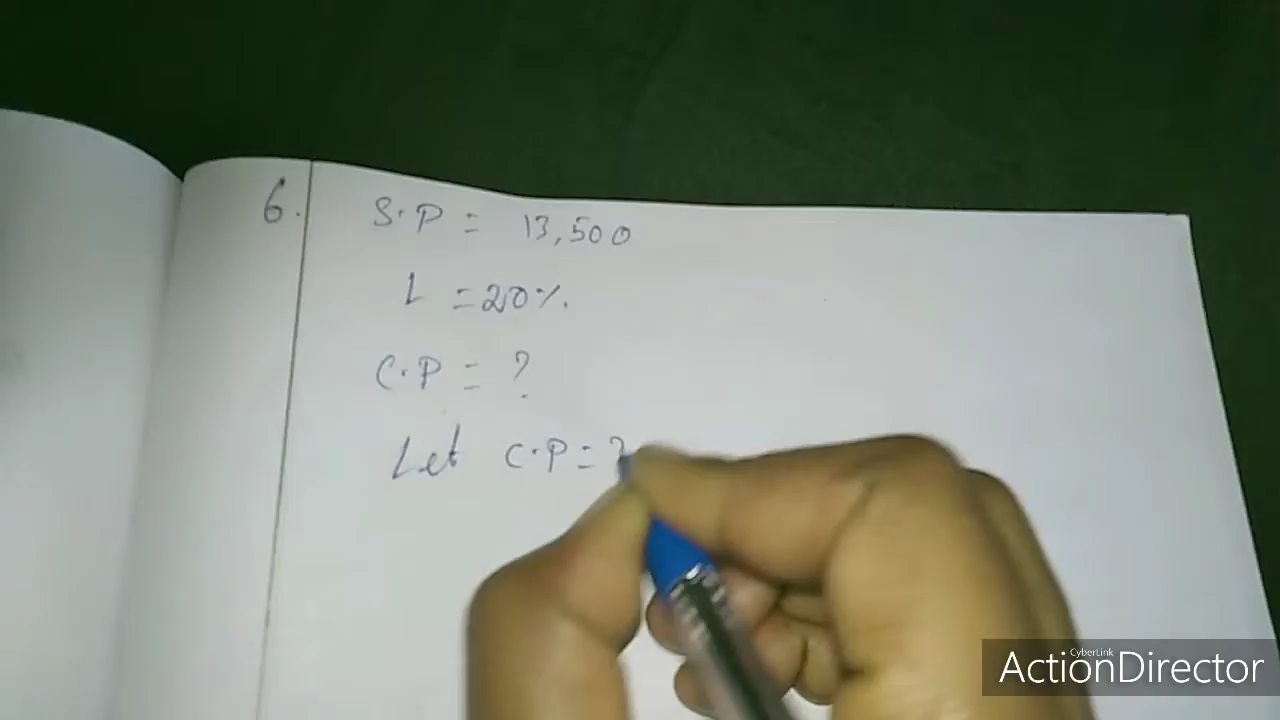 6. S.P = 13,500
L = 20%.
C.P = ?
Let C.P =
CyberLink
ActionDirector